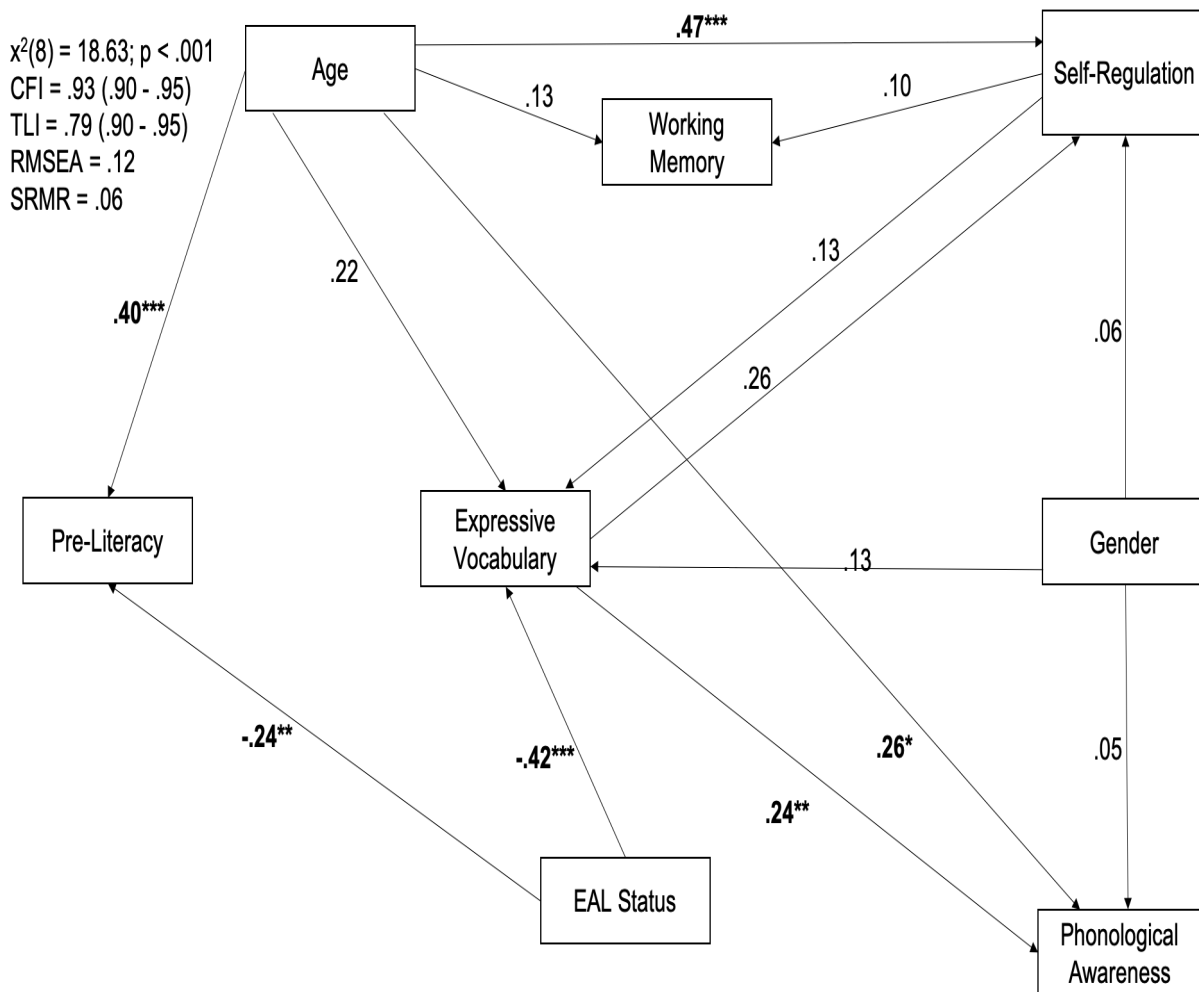 x²(8) = 18.63; p < .001
CFI = .93 (.90 - .95)
TLI = .79 (.90 - .95)
RMSEA = .12
SRMR = .06
Age
.47***
Self-Regulation
.13
.10
Working
Memory
.13
.22
.40***
.06
.26
Pre-Literacy
Expressive
Vocabulary
Gender
.13
-.24**
-.42***
.26*
.05
.24**
EAL Status
Phonological
Awareness